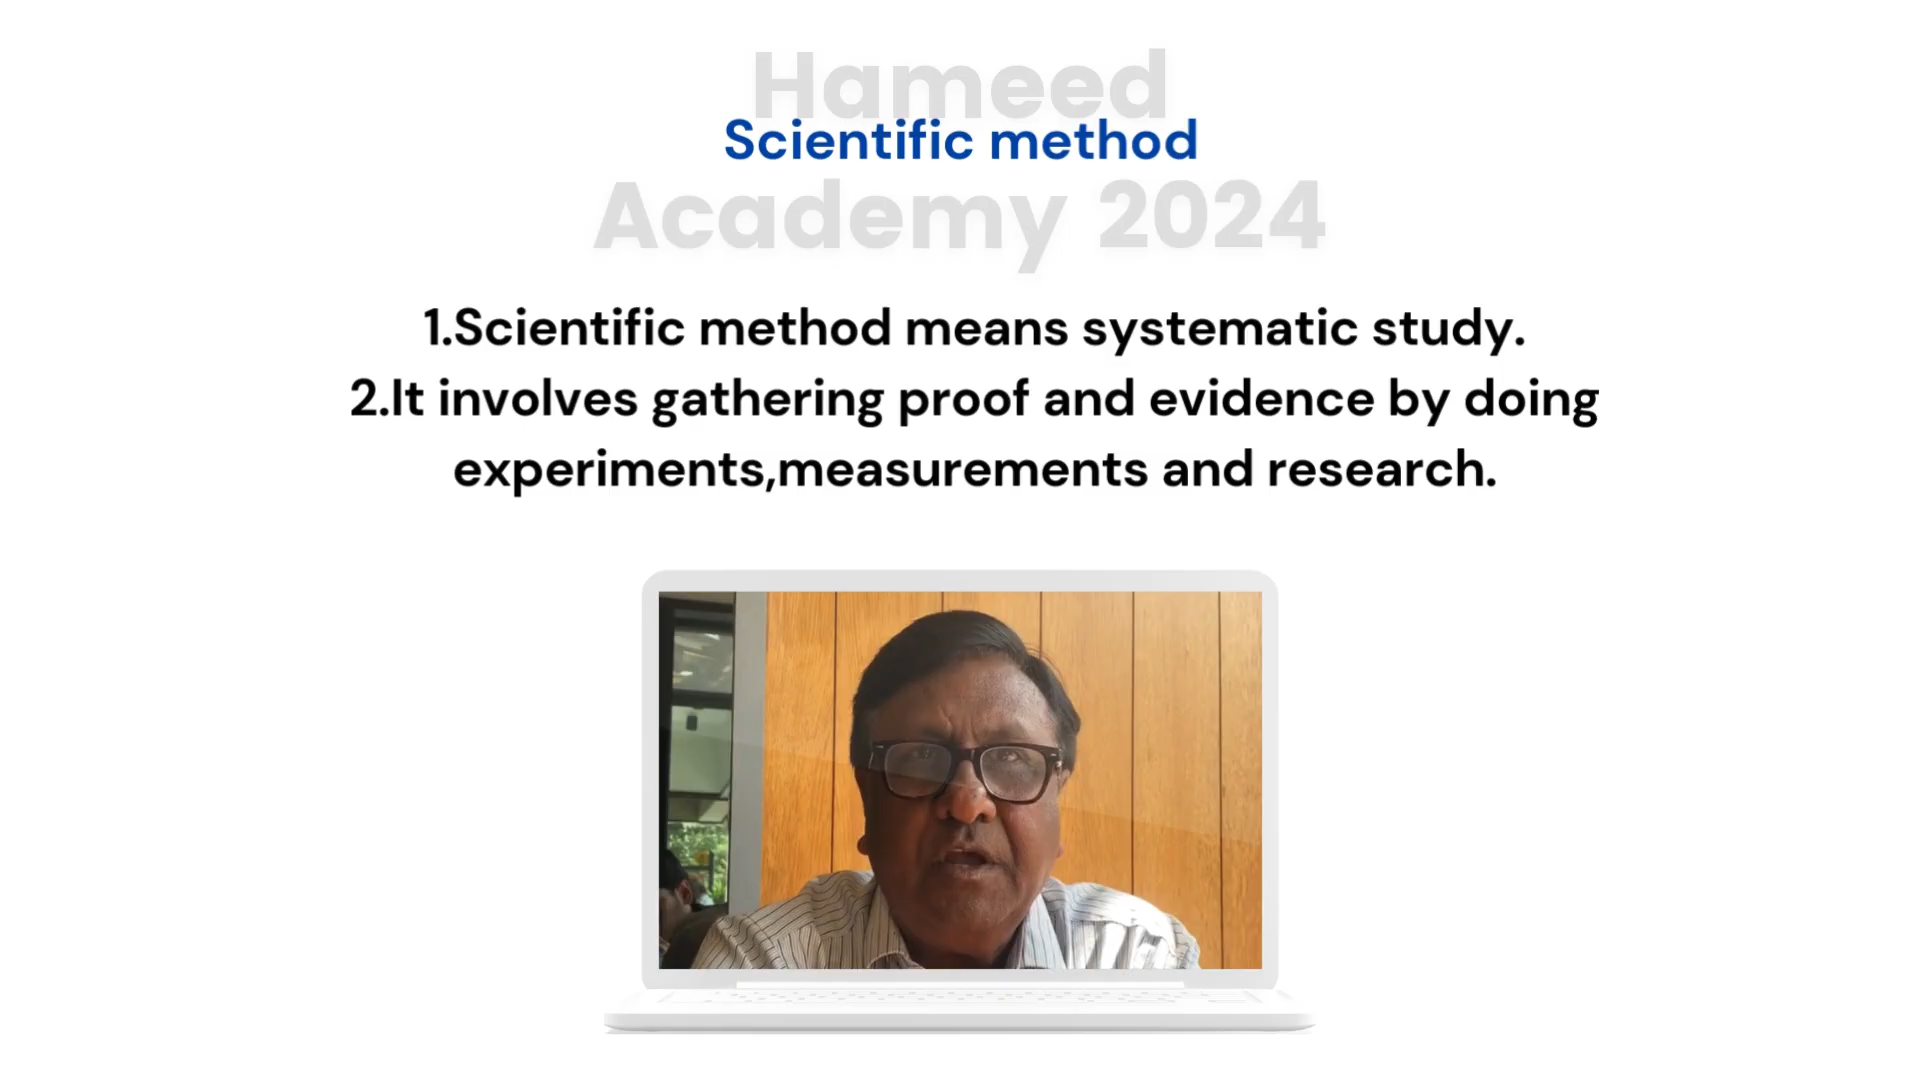 Hameed
Scientific method
Academy 2024
1.Scientific method means systematic study.
2.It involves gathering proof and evidence by doing
experiments,measurements and research.